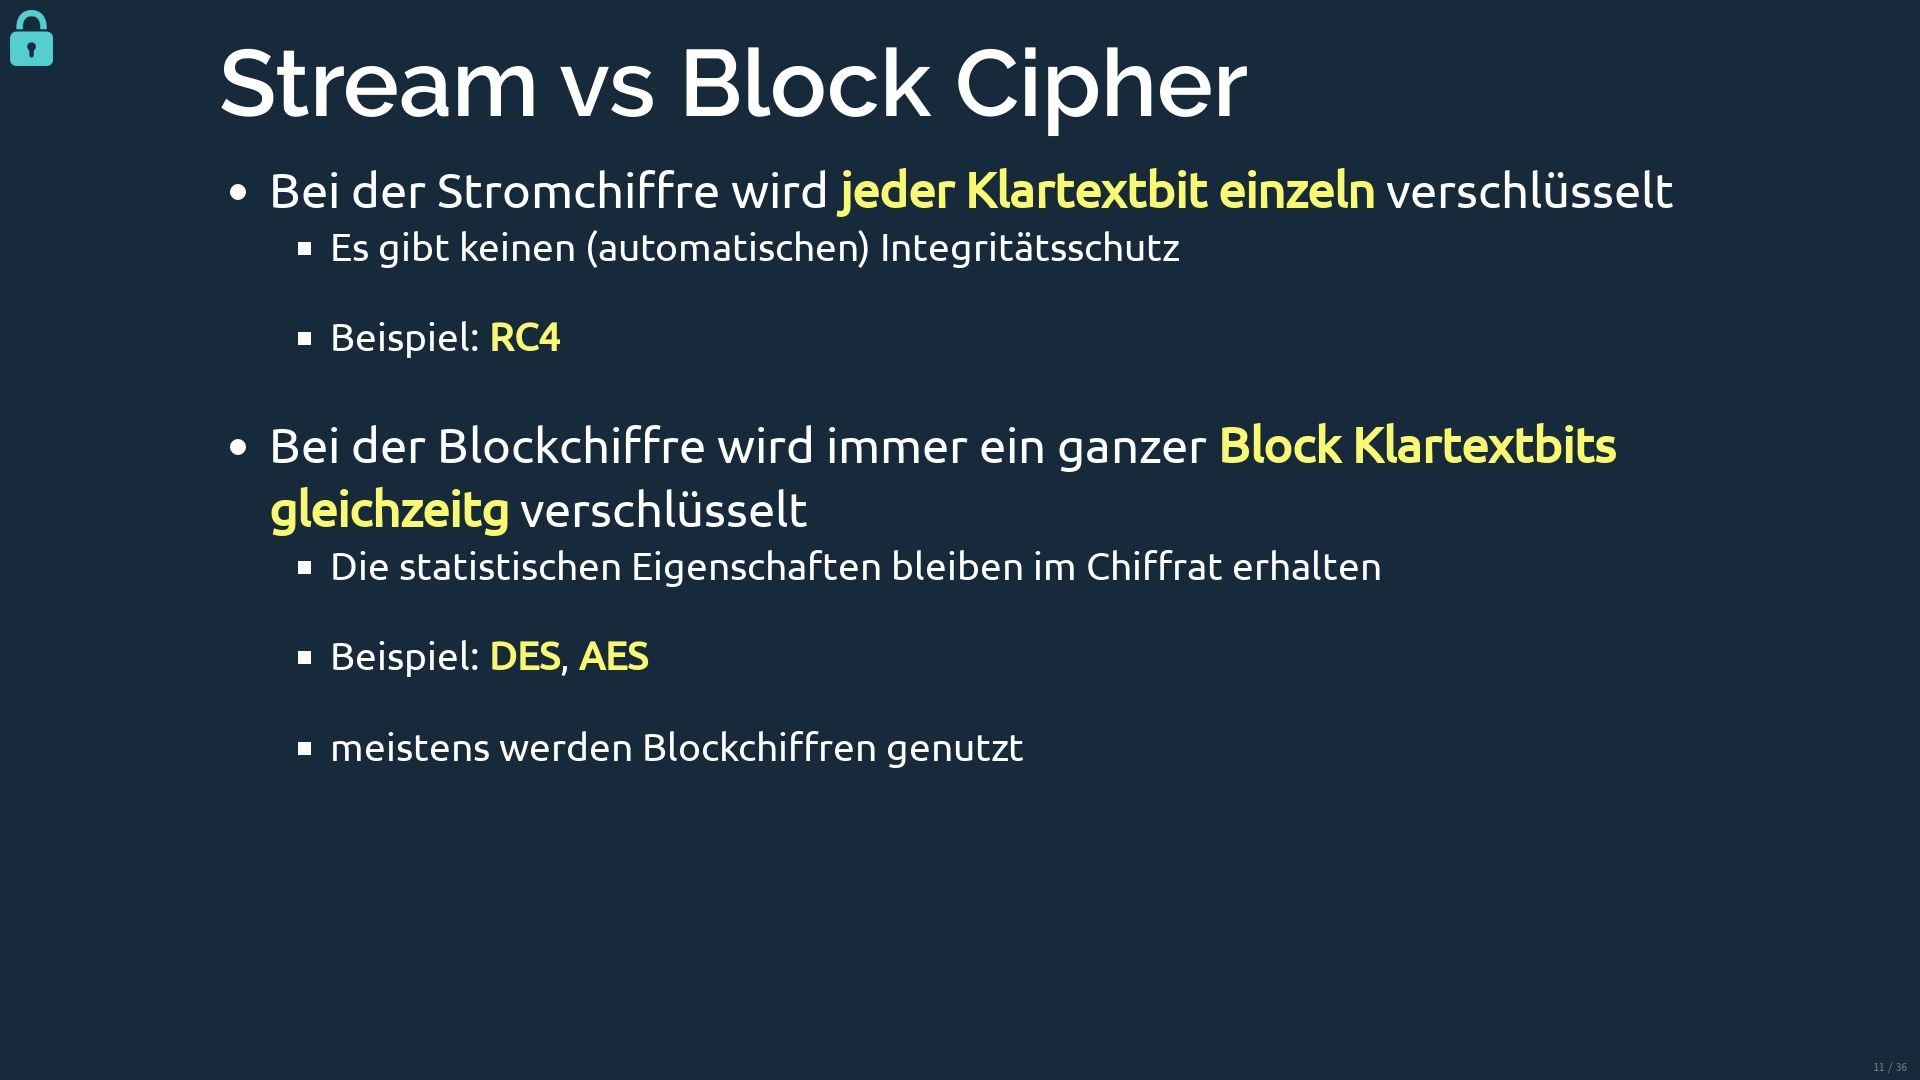 Stream vs Block Cipher
Bei der Stromchiffre wird jeder Klartextbit einzeln verschlüsselt
Es gibt keinen (automatischen) Integritätsschutz
Beispiel: RC4
Bei der Blockchiffre wird immer ein ganzer Block Klartextbits
gleichzeitg verschlüsselt
Die statistischen Eigenschaften bleiben im Chiffrat erhalten
Beispiel: DES, AES
meistens werden Blockchiffren genutzt
11 / 36